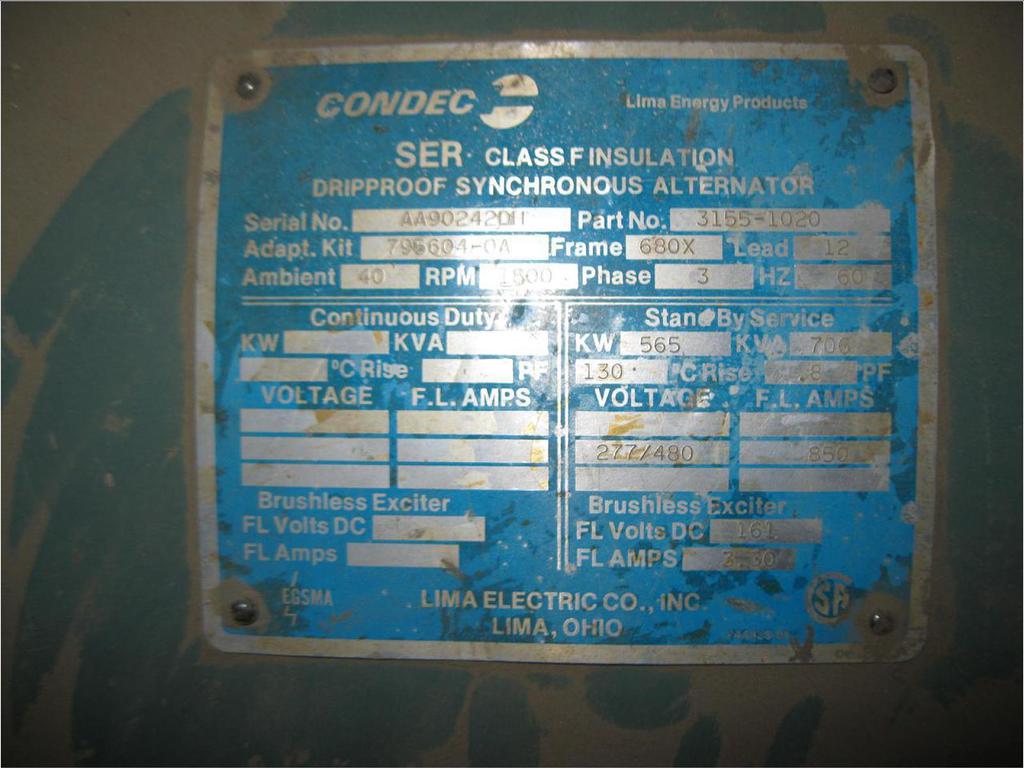 CONDEC
Lima Energy Products
SER CLASS F INSULATION
DRIPPROOF SYNCHRONOUS ALTERNATOR
Serial No. AA90242DH Part No. 3155-1020
Adapt. Kit 795604-0A Frame 680X Lead 12
Ambient 40 RPM 1800 Phase 3 HZ 60
Continuous Duty
KW KVA
°C Rise PF
VOLTAGE F.L. AMPS
Brushless Exciter
FL Volts DC
FL Amps
Stand By Service
KW 565 KVA 706
130 °C Rise .8 PF
VOLTAGE F.L. AMPS
277/480 850
Brushless Exciter
FL Volts DC 161
FL AMPS 3.30
EGSMA
LIMA ELECTRIC CO., INC.
LIMA, OHIO
SA